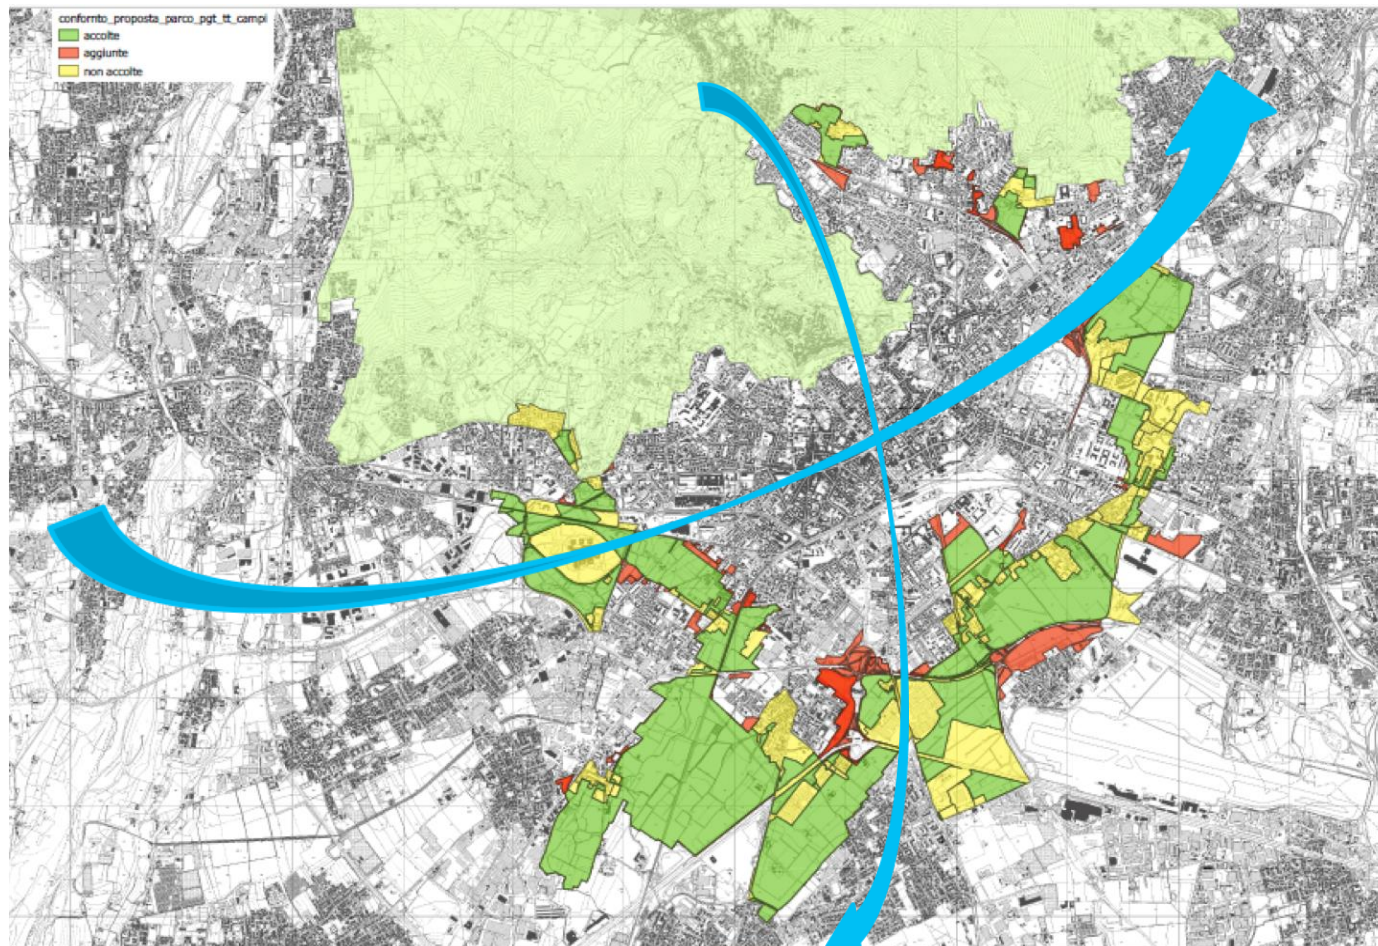 confornto_proposta_parco_pgt_tt_campi
accolte
aggiunte
non accolte